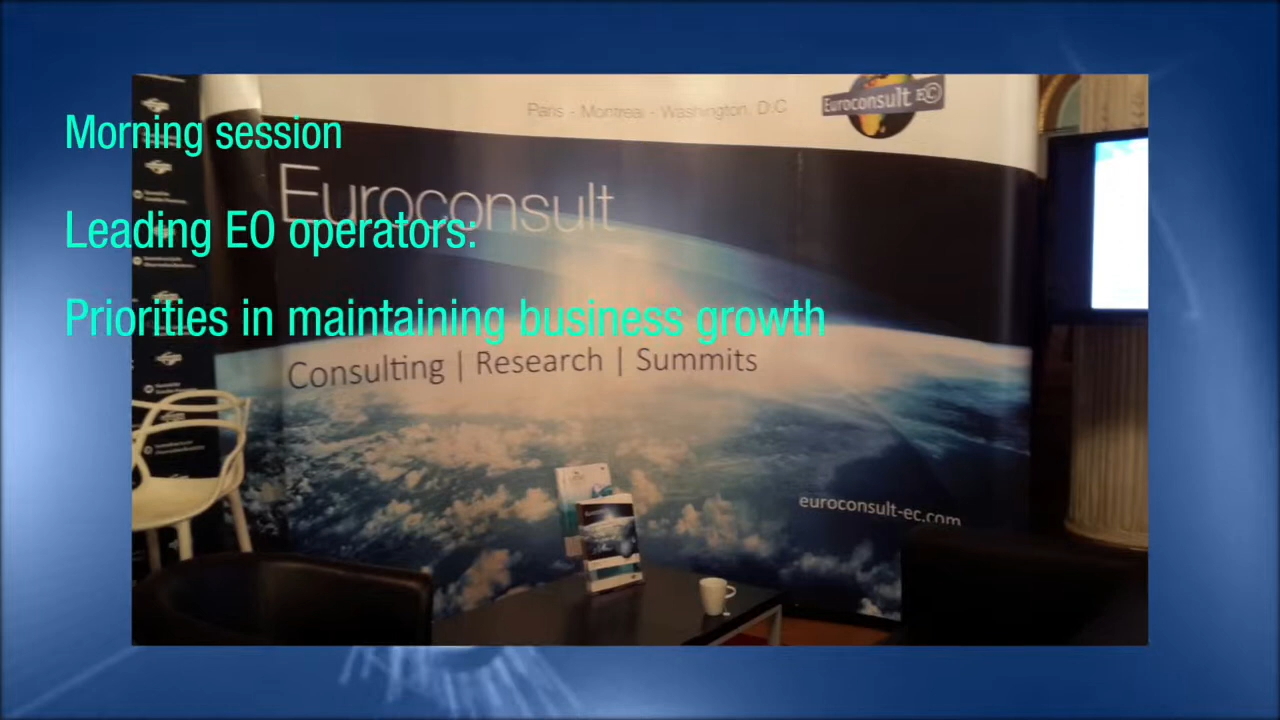 Paris - Montreal - Washington, D.C
Euroconsult EC
Morning session
Euroconsult
Leading EO operators:
Priorities in maintaining business growth
Consulting | Research | Summits
euroconsult-ec.com